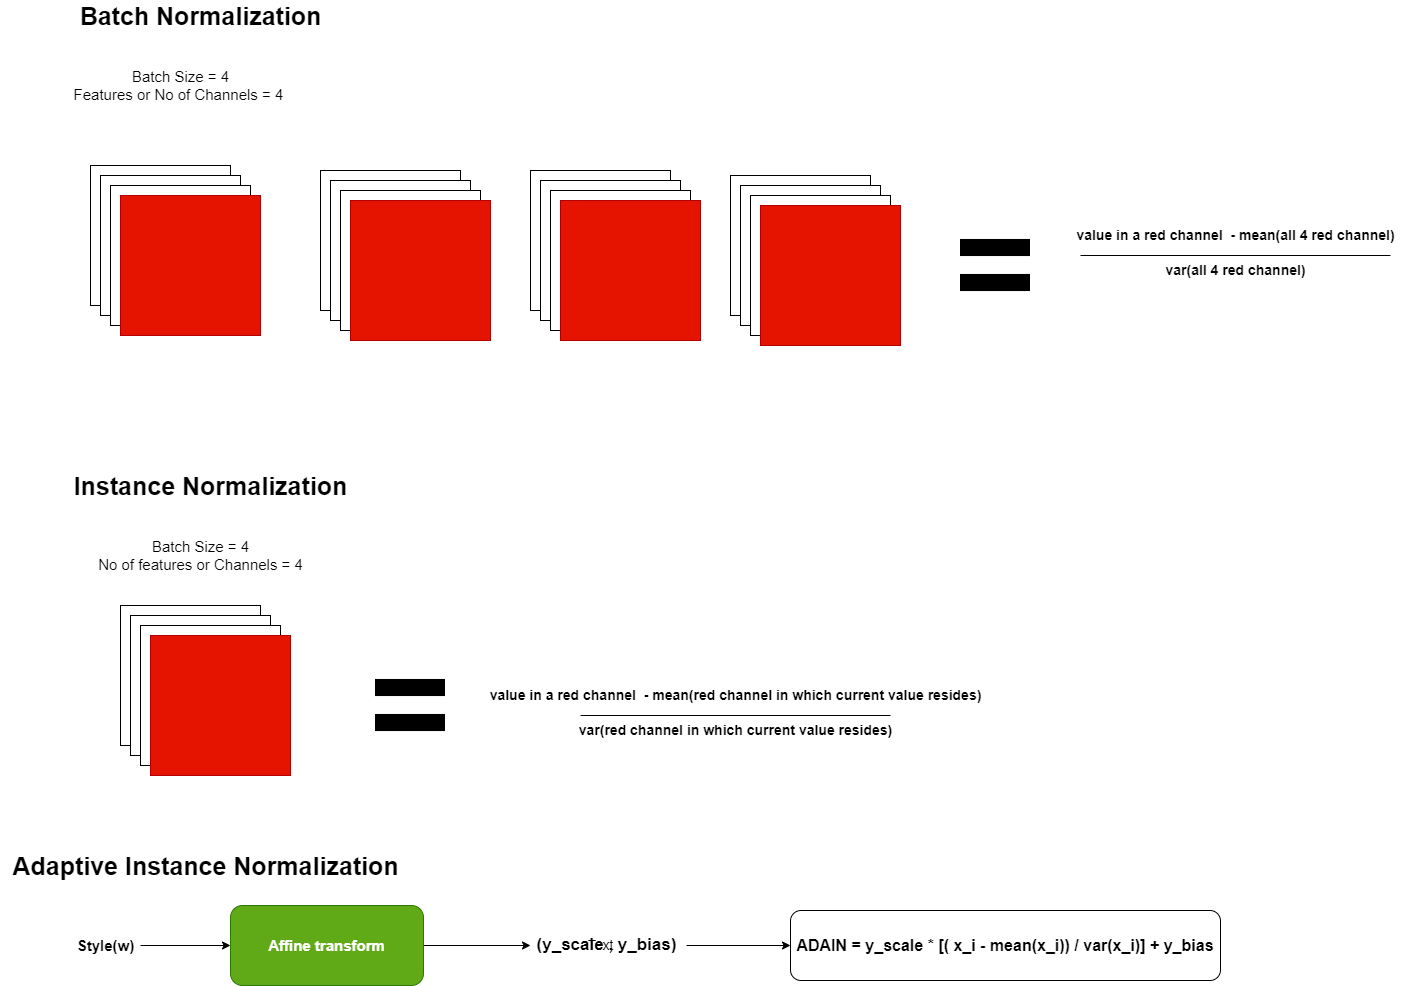 Batch Normalization
Batch Size = 4
Features or No of Channels = 4
value in a red channel - mean(all 4 red channel)
var(all 4 red channel)
Instance Normalization
Batch Size = 4
No of features or Channels = 4
value in a red channel - mean(red channel in which current value resides)
var(red channel in which current value resides)
Adaptive Instance Normalization
Style(w)
Affine transform
(y_scale, y_bias)
ADAIN = y_scale * [( x_i - mean(x_i)) / var(x_i)] + y_bias